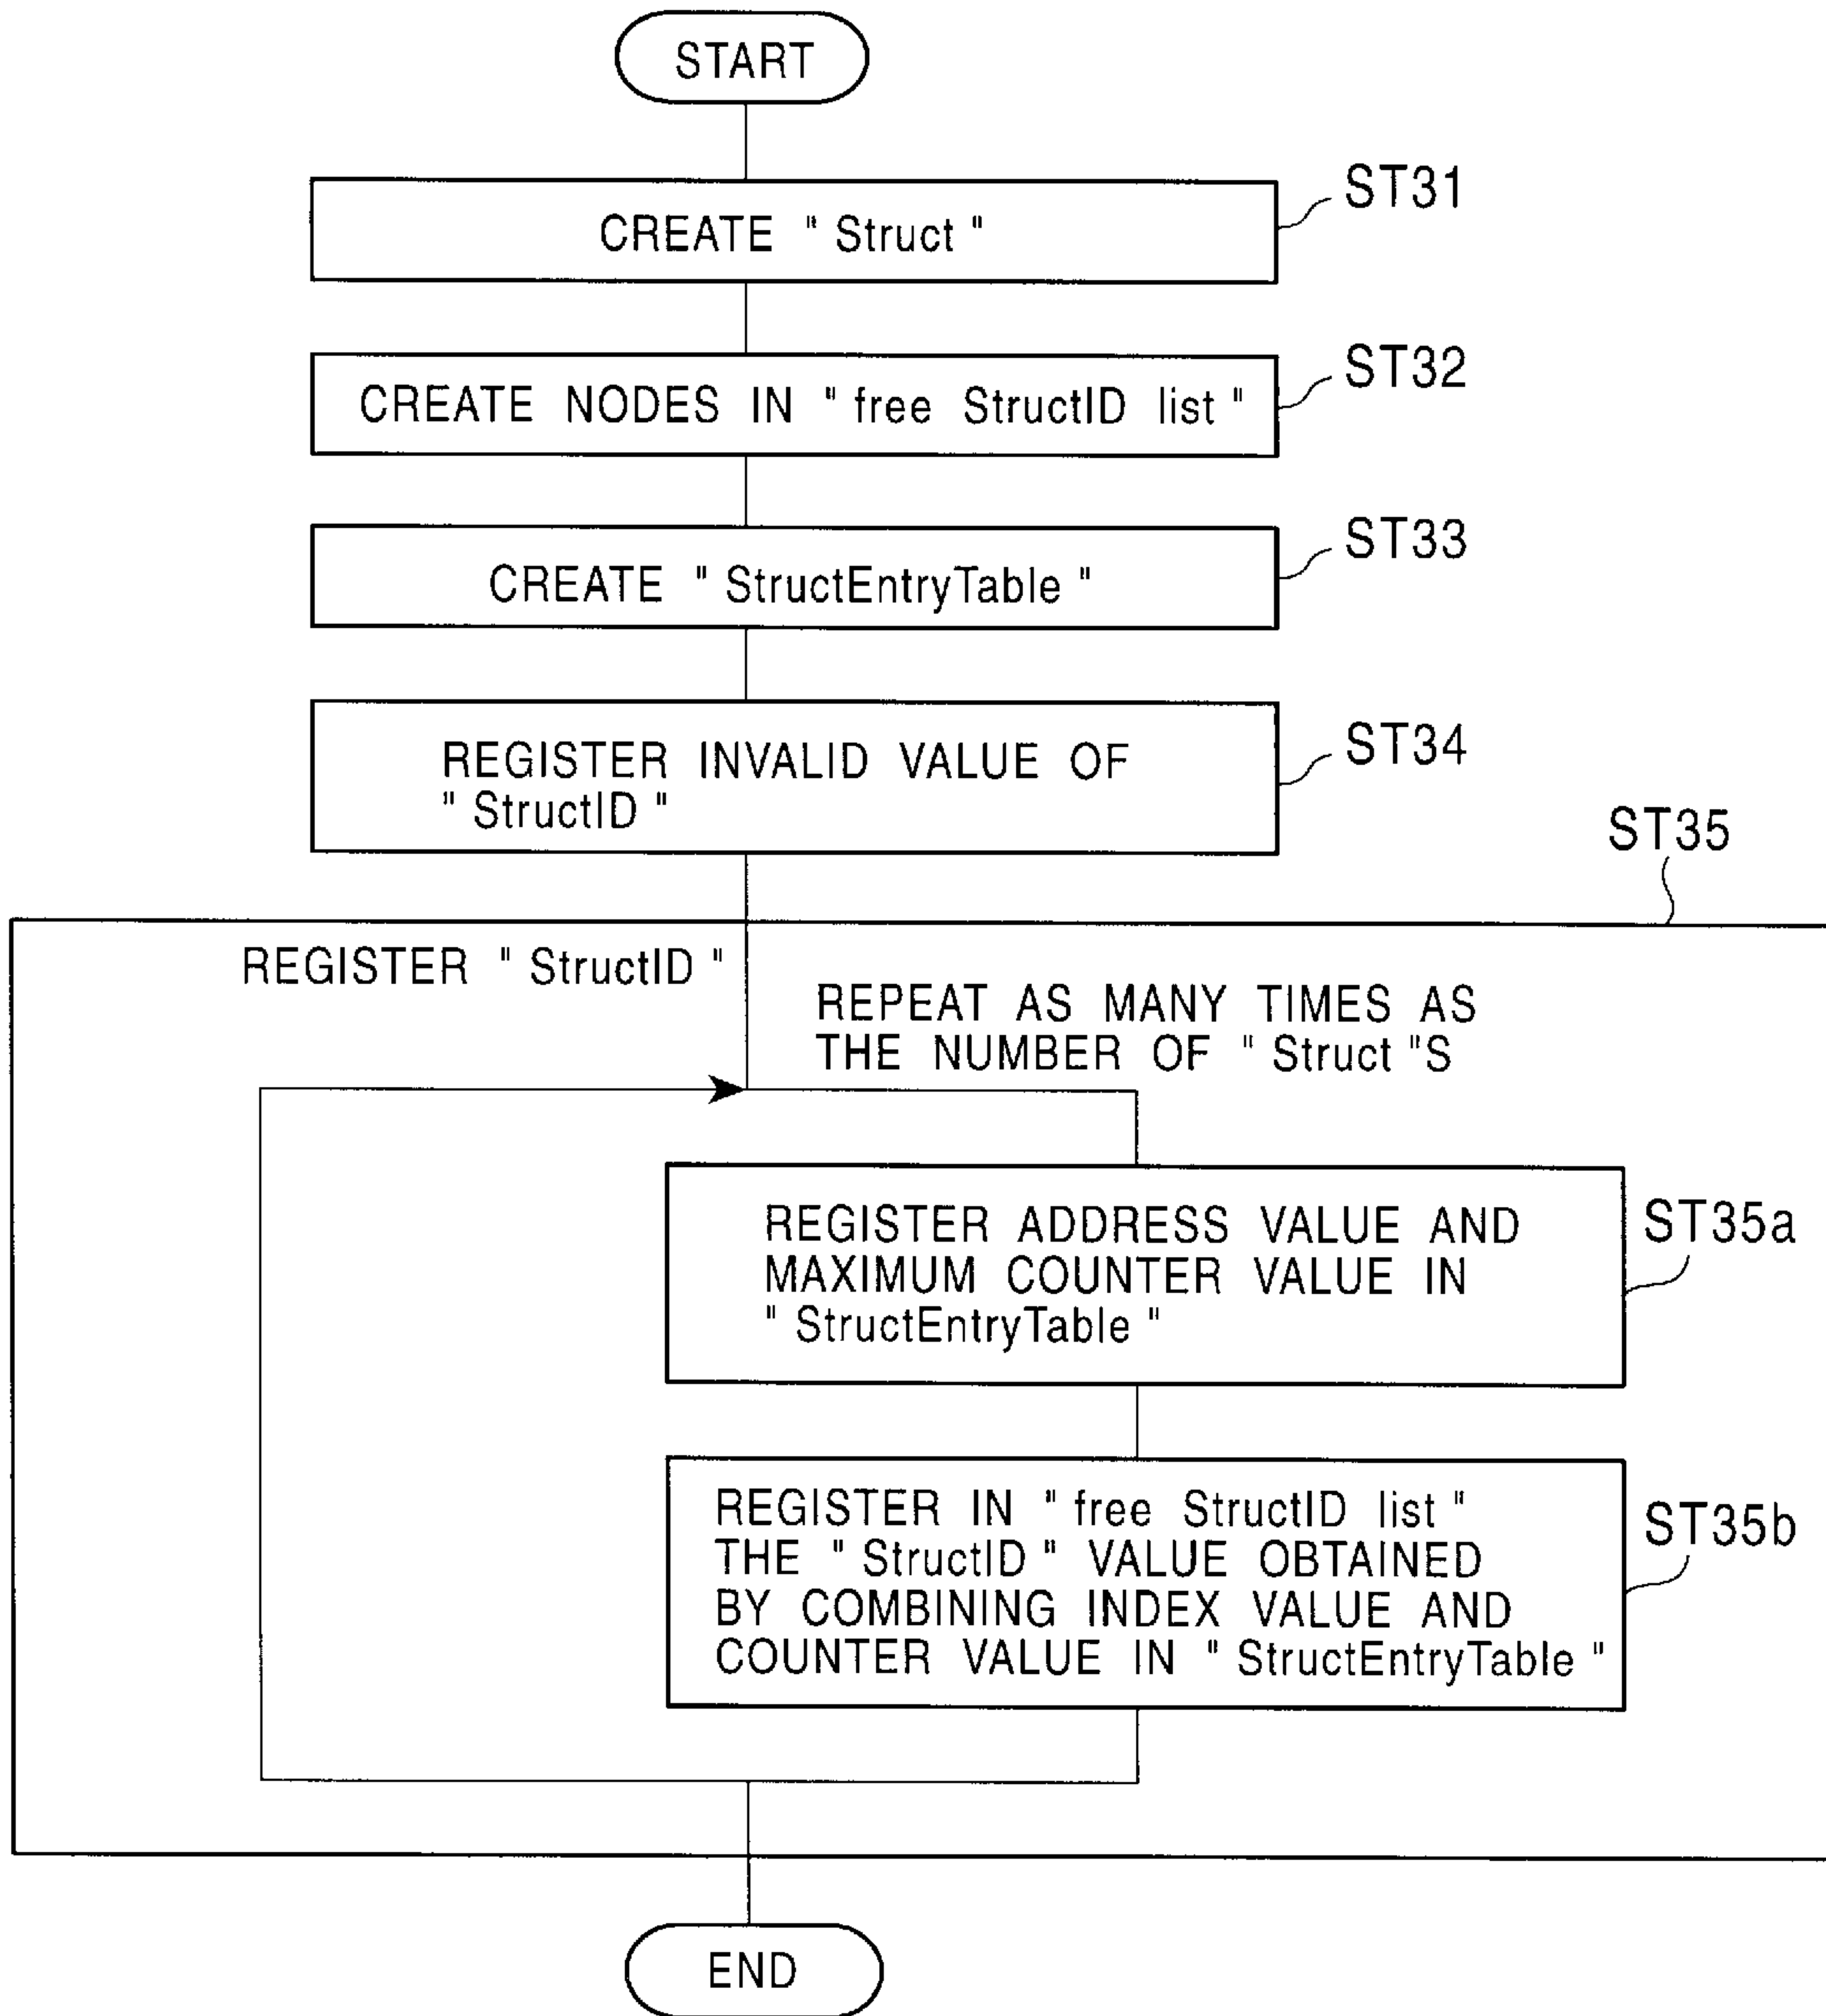 START
ST31
CREATE " Struct "
ST32
CREATE NODES IN " free StructID list "
ST33
CREATE " StructEntryTable "
ST34
REGISTER INVALID VALUE OF
" StructID "
ST35
REGISTER " StructID "
REPEAT AS MANY TIMES AS
THE NUMBER OF " Struct "S
ST35a
REGISTER ADDRESS VALUE AND
MAXIMUM COUNTER VALUE IN
" StructEntryTable "
ST35b
REGISTER IN " free StructID list "
THE " StructID " VALUE OBTAINED
BY COMBINING INDEX VALUE AND
COUNTER VALUE IN " StructEntryTable "
END